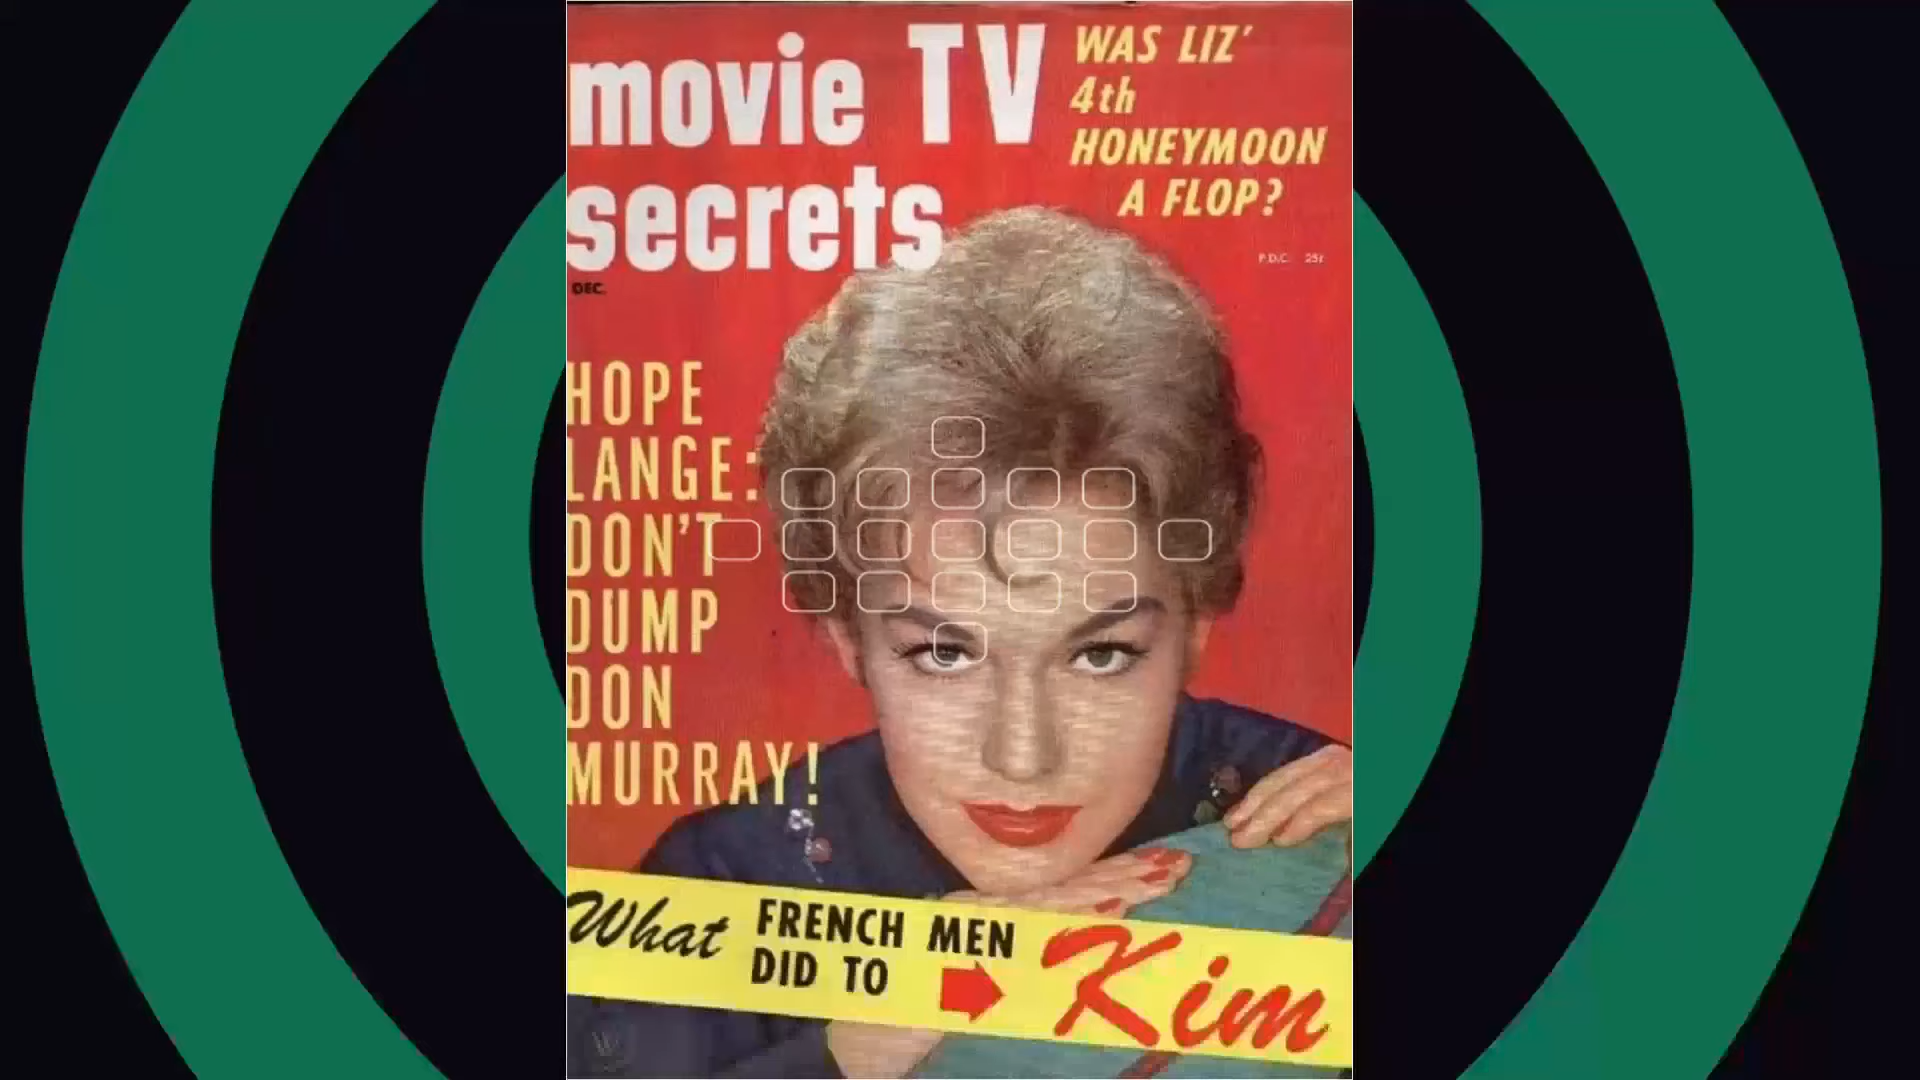 movie TV
secrets
DEC.
WAS LIZ'
4th
HONEYMOON
A FLOP?
P.D.C. 25¢
HOPE
LANGE:
DON'T
DUMP
DON
MURRAY!
What FRENCH MEN
DID TO Kim